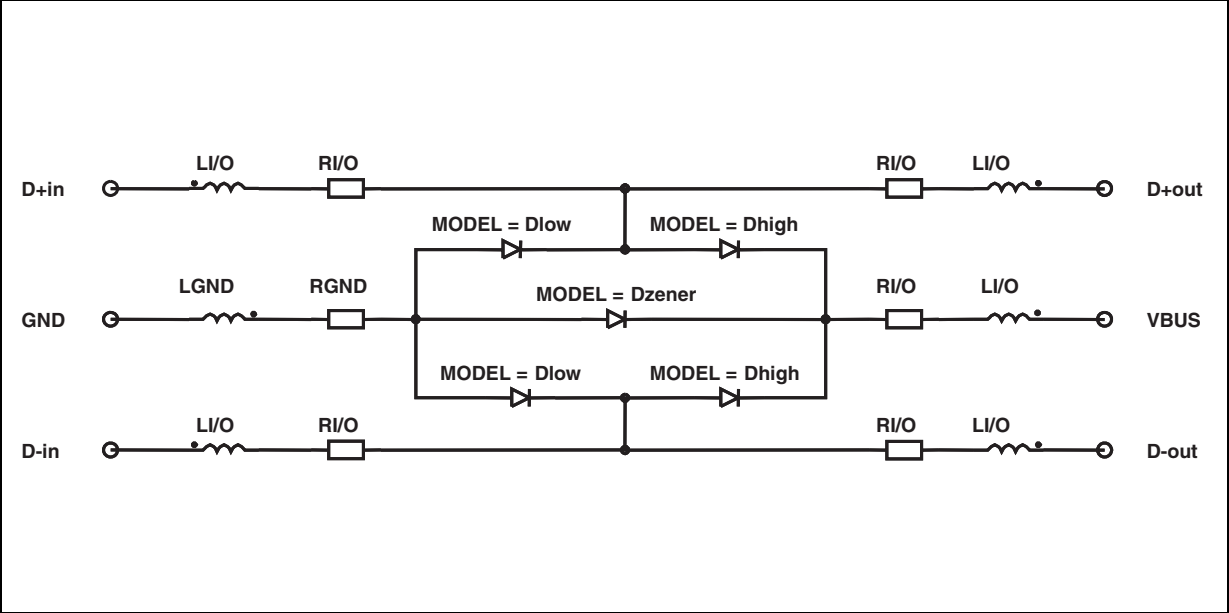 LI/O RI/O RI/O LI/O
D+in D+out
MODEL = Dlow MODEL = Dhigh
LGND RGND MODEL = Dzener RI/O LI/O
GND VBUS
MODEL = Dlow MODEL = Dhigh
LI/O RI/O RI/O LI/O
D-in D-out